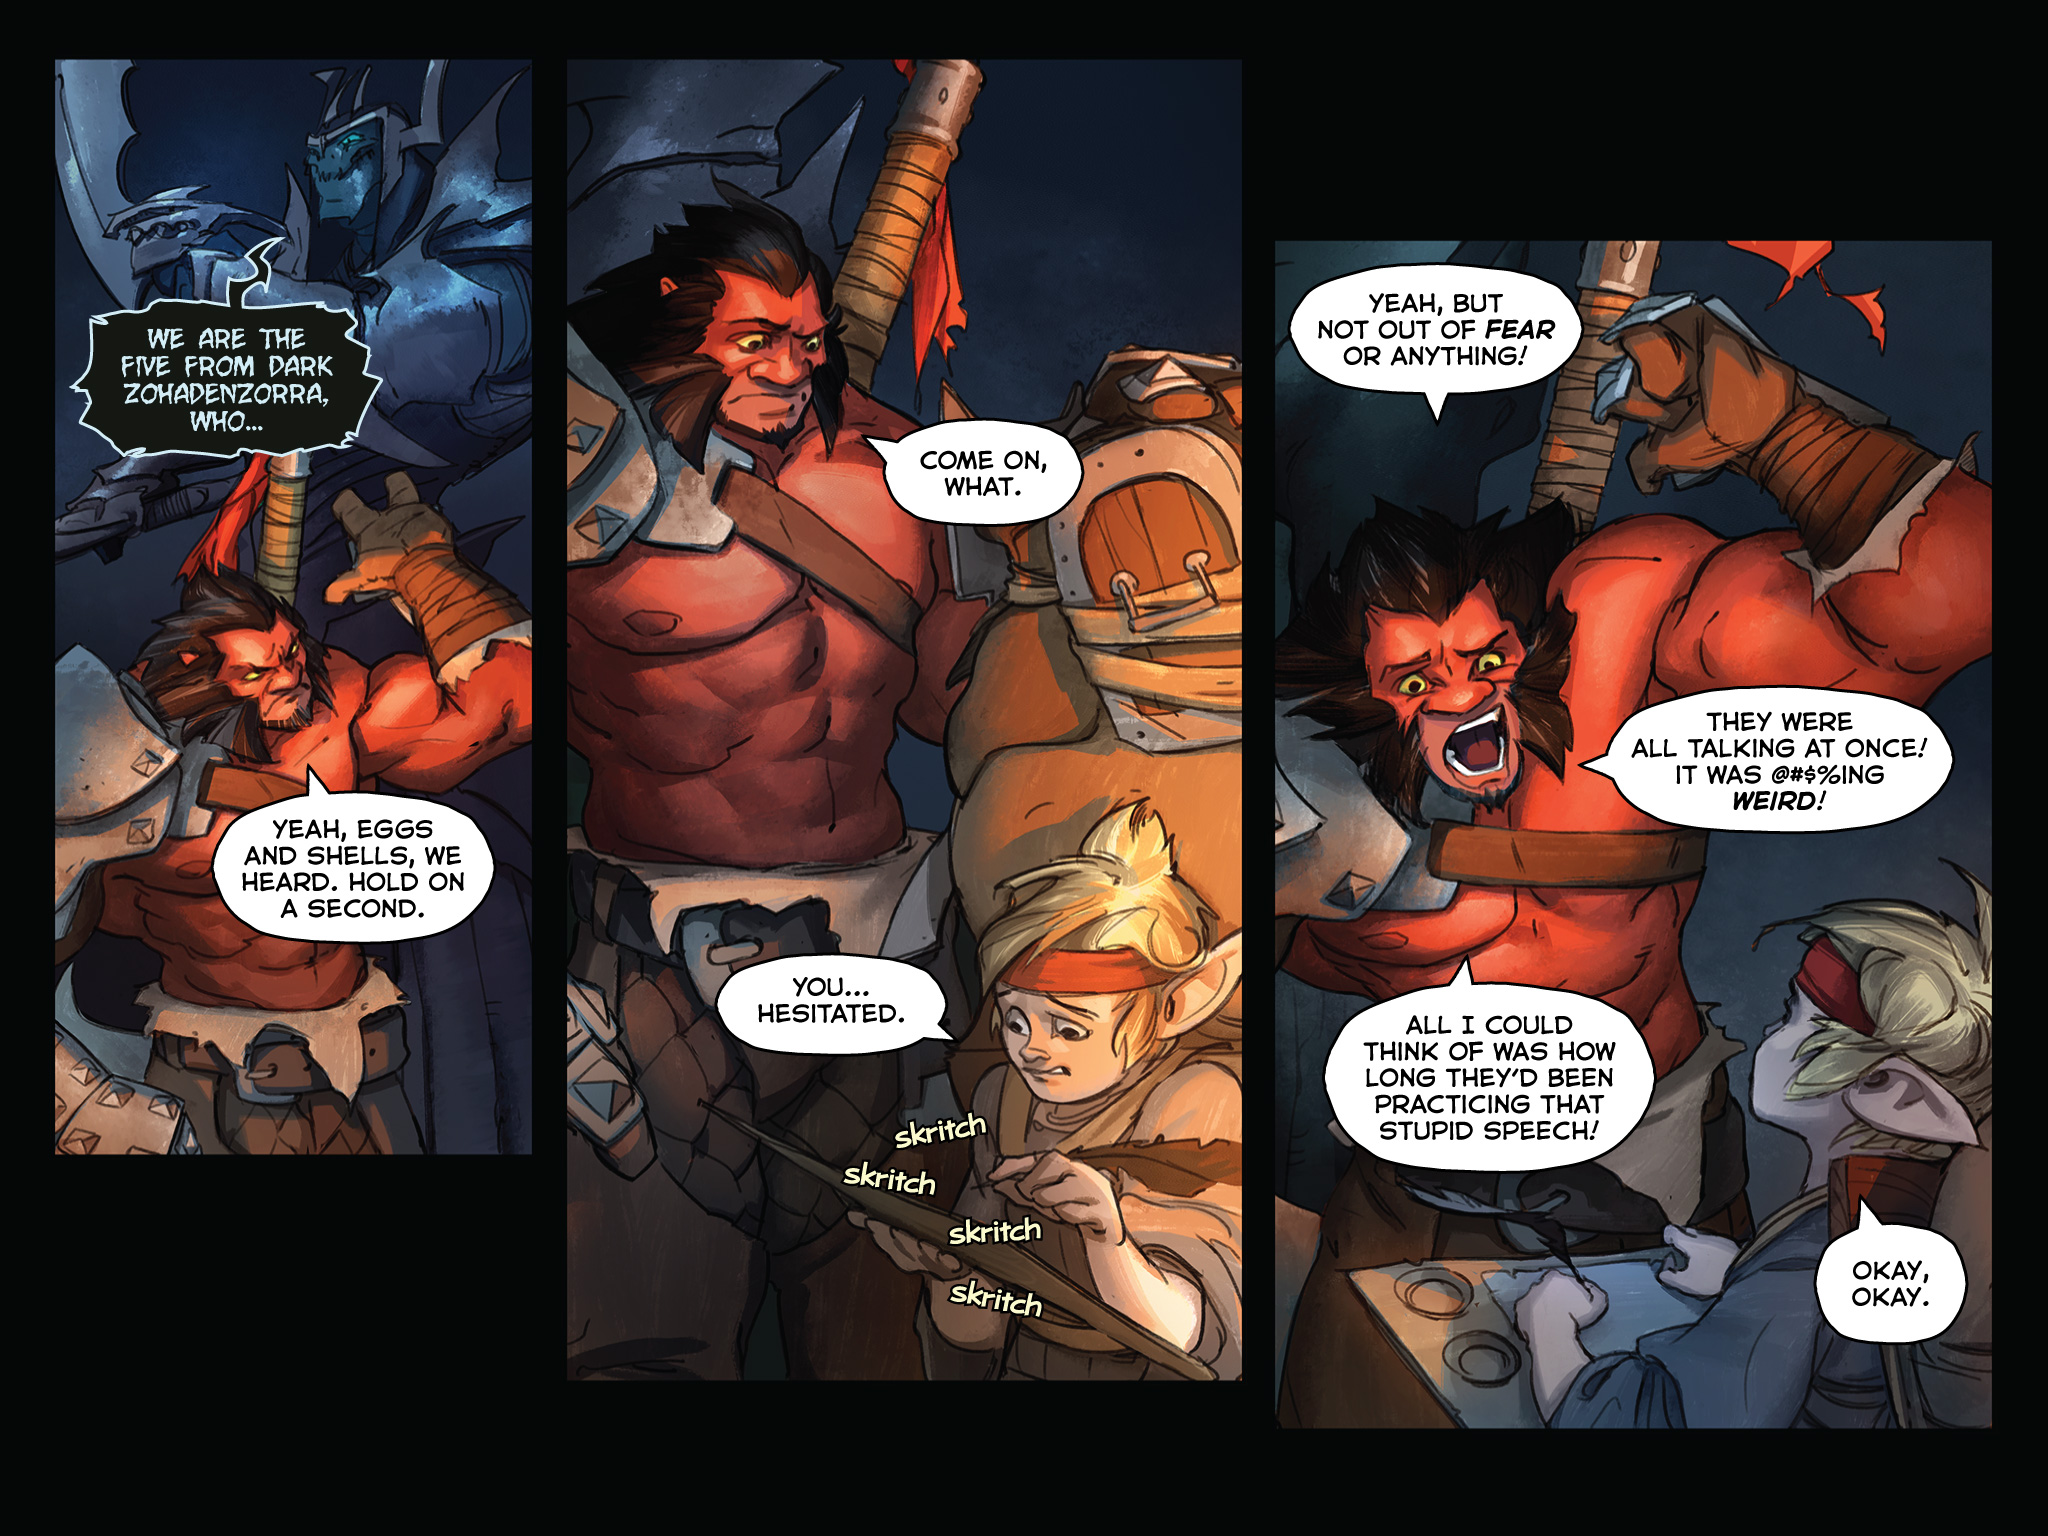 WE ARE THE
FIVE FROM DARK
ZOHADENZORRA,
WHO...
YEAH, EGGS
AND SHELLS, WE
HEARD. HOLD ON
A SECOND.
COME ON,
WHAT.
YOU...
HESITATED.
skritch
skritch
skritch
skritch
YEAH, BUT
NOT OUT OF FEAR
OR ANYTHING!
THEY WERE
ALL TALKING AT ONCE!
IT WAS @#$%ING
WEIRD!
ALL I COULD
THINK OF WAS HOW
LONG THEY'D BEEN
PRACTICING THAT
STUPID SPEECH!
OKAY,
OKAY.